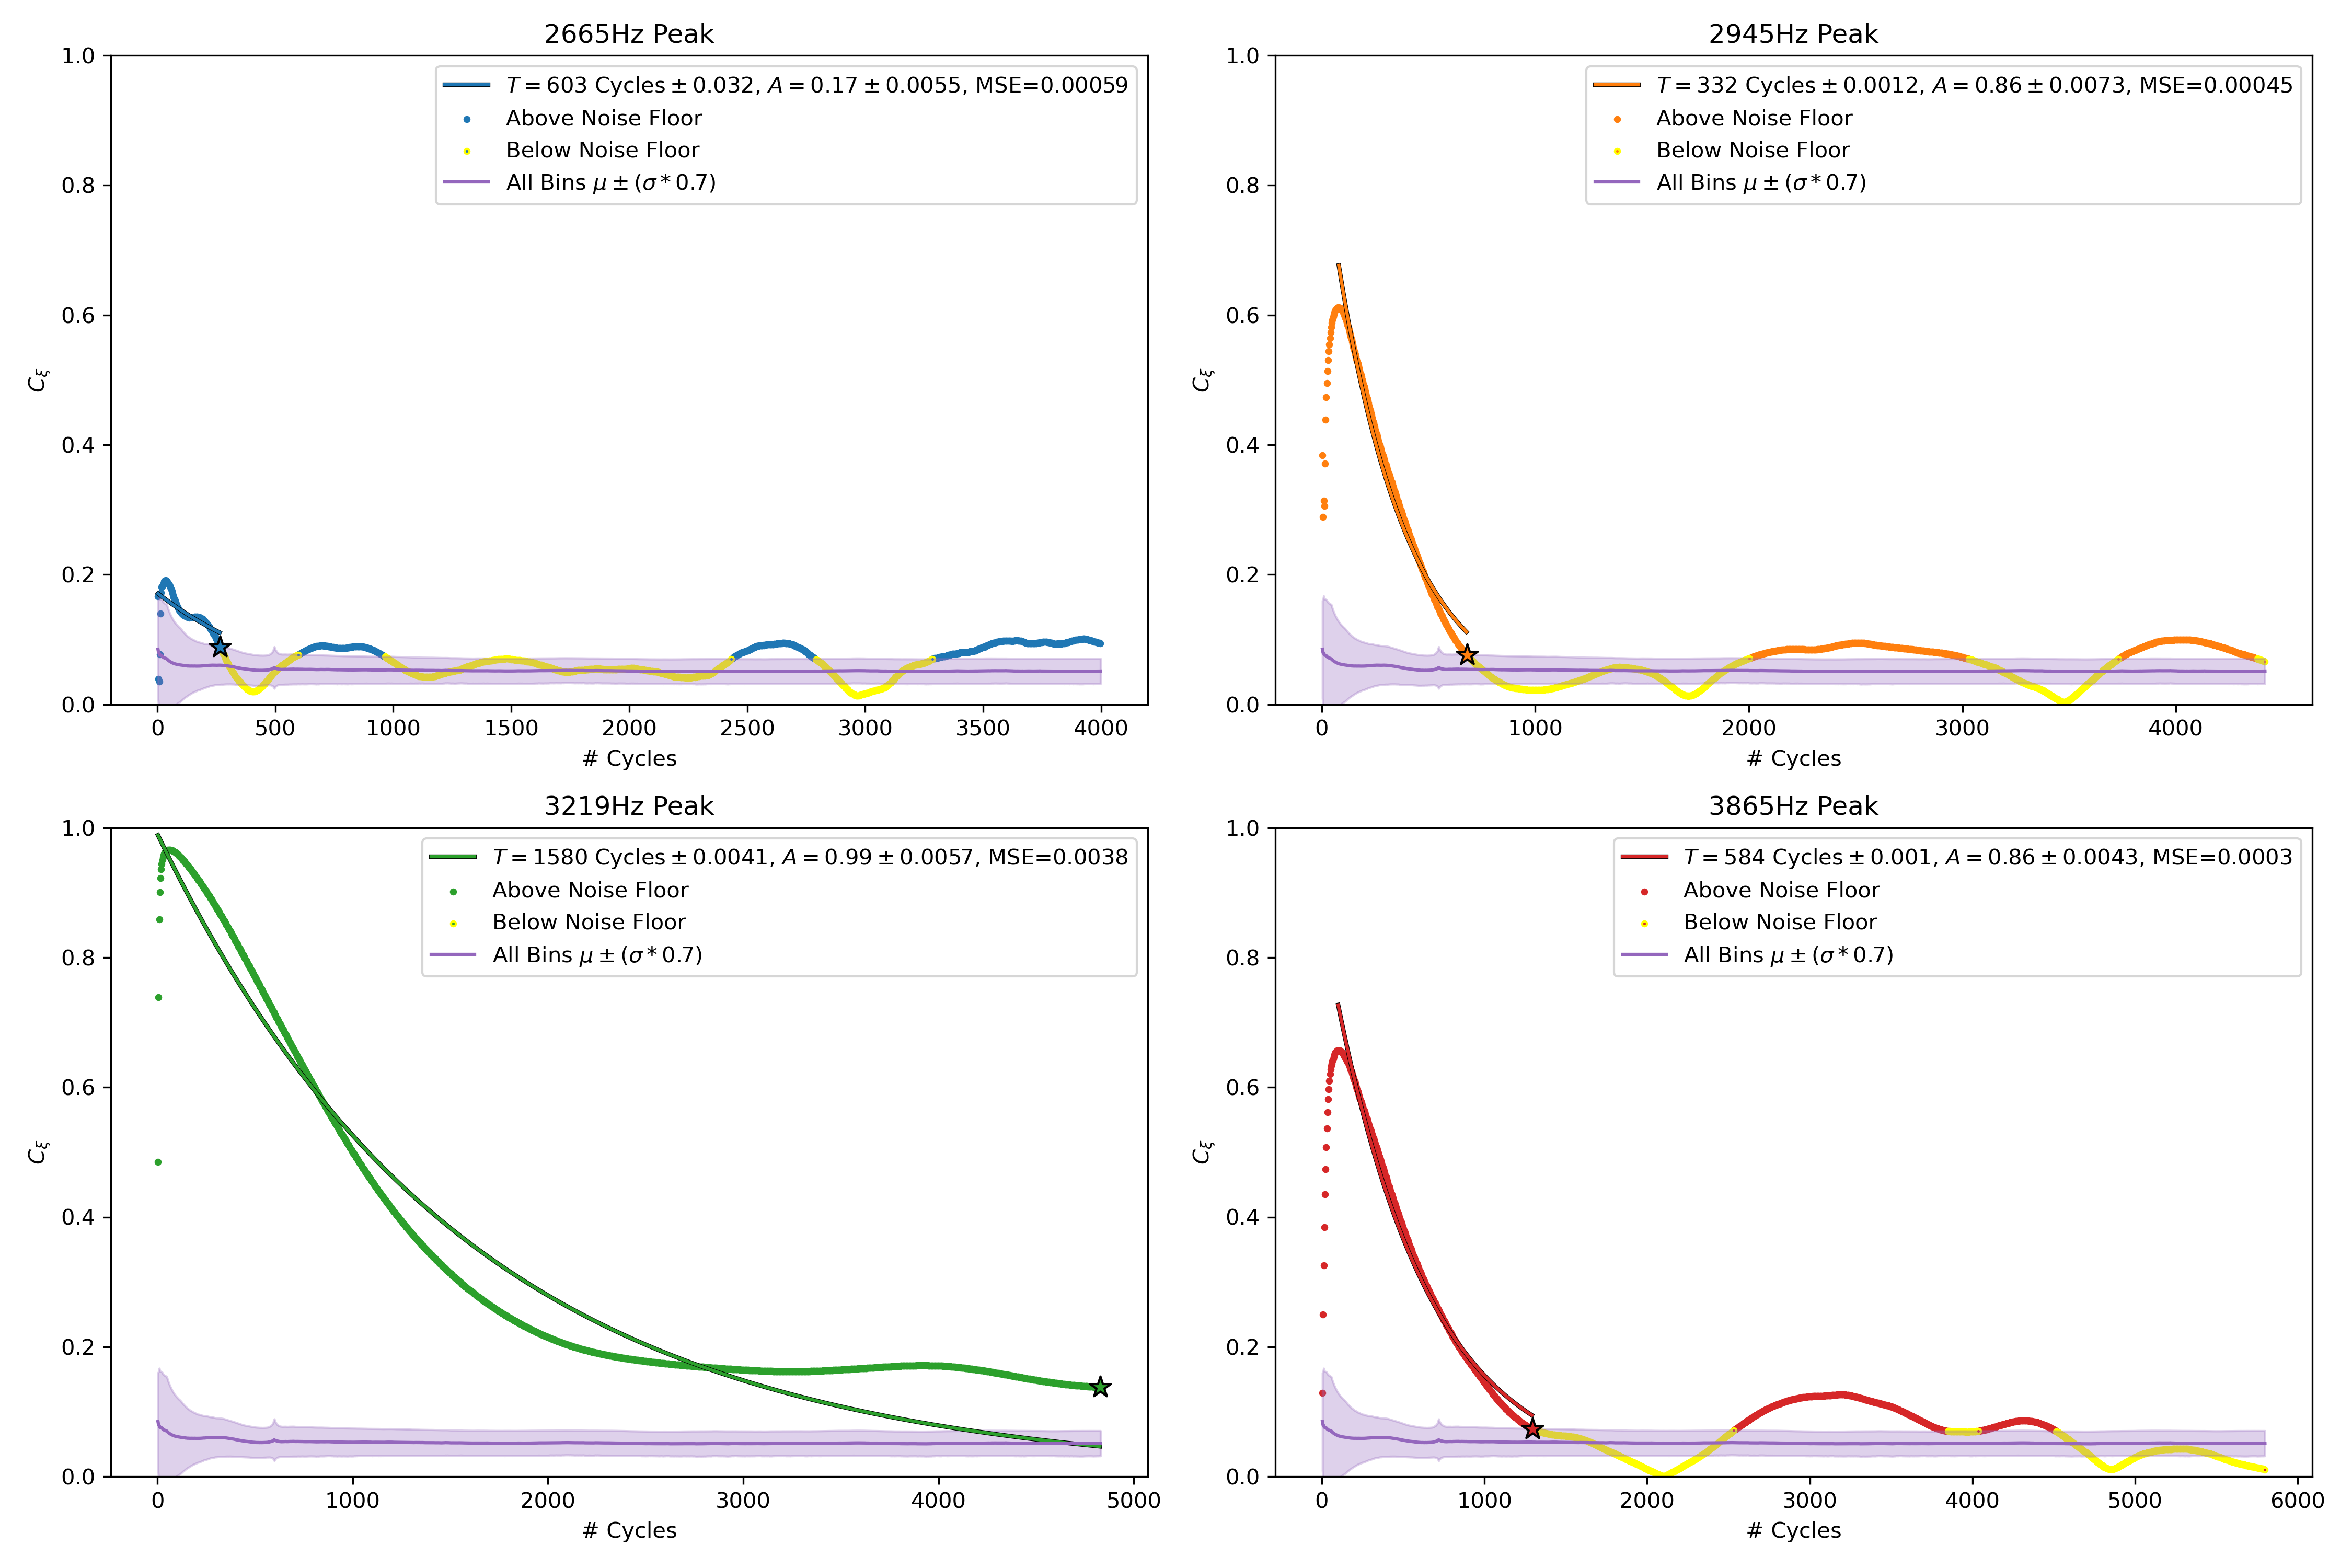 2665Hz Peak
1.0
0.8
0.6
0.4
0.2
0.0
C_ξ
T = 603 Cycles ± 0.032, A = 0.17 ± 0.0055, MSE=0.00059
Above Noise Floor
Below Noise Floor
All Bins μ ± (σ * 0.7)
0 500 1000 1500 2000 2500 3000 3500 4000
# Cycles
2945Hz Peak
1.0
0.8
0.6
0.4
0.2
0.0
C_ξ
T = 332 Cycles ± 0.0012, A = 0.86 ± 0.0073, MSE=0.00045
Above Noise Floor
Below Noise Floor
All Bins μ ± (σ * 0.7)
0 1000 2000 3000 4000
# Cycles
3219Hz Peak
1.0
0.8
0.6
0.4
0.2
0.0
C_ξ
T = 1580 Cycles ± 0.0041, A = 0.99 ± 0.0057, MSE=0.0038
Above Noise Floor
Below Noise Floor
All Bins μ ± (σ * 0.7)
0 1000 2000 3000 4000 5000
# Cycles
3865Hz Peak
1.0
0.8
0.6
0.4
0.2
0.0
C_ξ
T = 584 Cycles ± 0.001, A = 0.86 ± 0.0043, MSE=0.0003
Above Noise Floor
Below Noise Floor
All Bins μ ± (σ * 0.7)
0 1000 2000 3000 4000 5000 6000
# Cycles